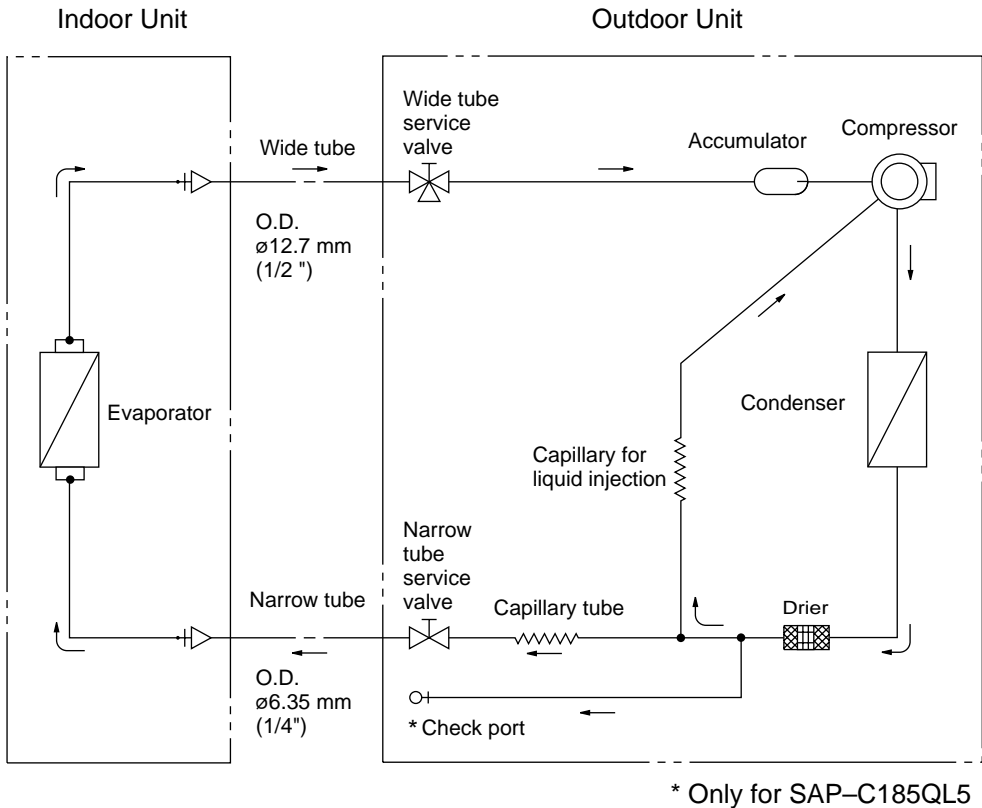 Indoor Unit
Outdoor Unit
Wide tube
service
valve
Accumulator
Compressor
Wide tube
O.D.
ø12.7 mm
(1/2 ")
Evaporator
Condenser
Capillary for
liquid injection
Narrow
tube
service
valve
Narrow tube
Capillary tube
Drier
O.D.
ø6.35 mm
(1/4")
* Check port
* Only for SAP–C185QL5